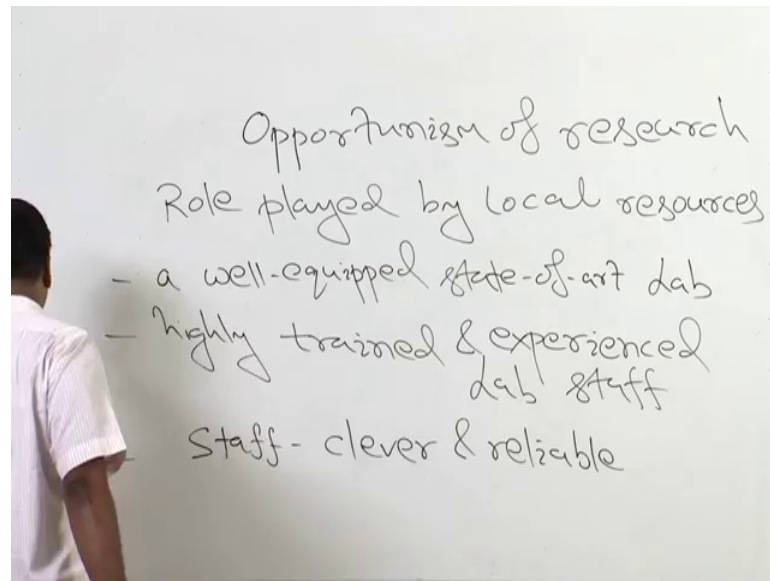 Opportunism of research
Role played by local resources
- a well-equipped state-of-art Lab
- highly trained & experienced
Lab staff
- Staff - clever & reliable